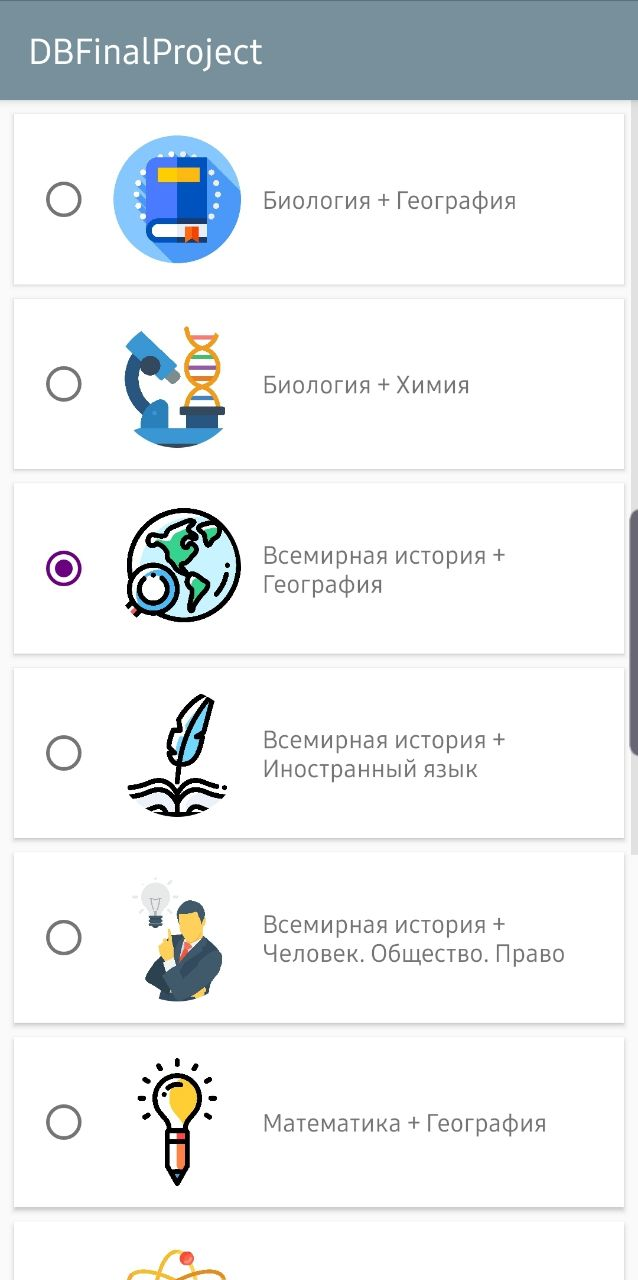 DBFinalProject
Биология + География
Биология + Химия
Всемирная история +
География
Всемирная история +
Иностранный язык
Всемирная история +
Человек. Общество. Право
Математика + География